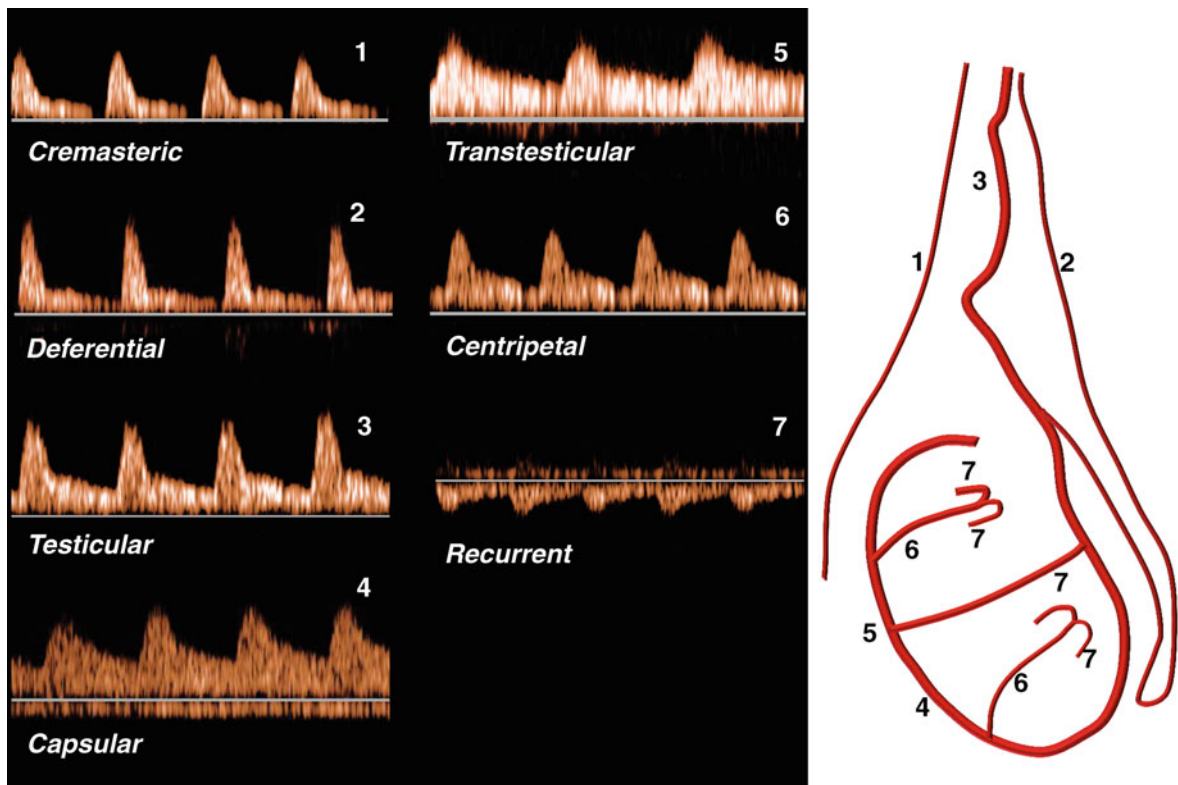 1
Cremasteric
2
Deferential
3
Testicular
4
Capsular
5
Transtesticular
6
Centripetal
7
Recurrent
3
1
2
7
6
7
7
5
7
6
4